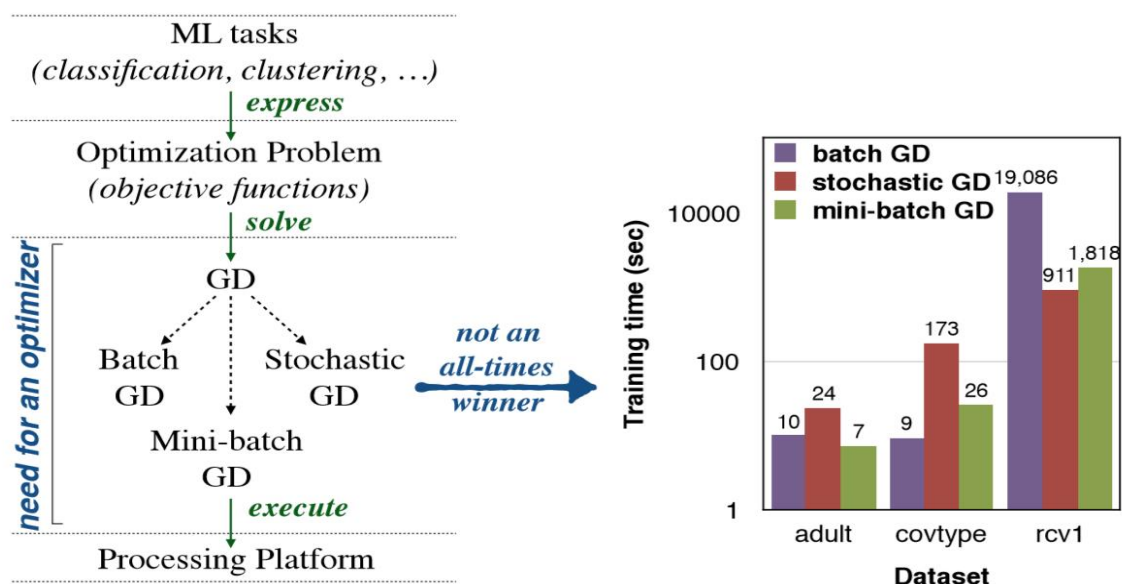 ML tasks
(classification, clustering, …)
express
Optimization Problem
(objective functions)
solve
need for an optimizer
GD
Batch
GD
Stochastic
GD
Mini-batch
GD
execute
Processing Platform
not an
all-times
winner
batch GD
stochastic GD
mini-batch GD
Training time (sec)
10000
100
1
10
24
7
9
173
26
19,086
911
1,818
adult
covtype
rcv1
Dataset